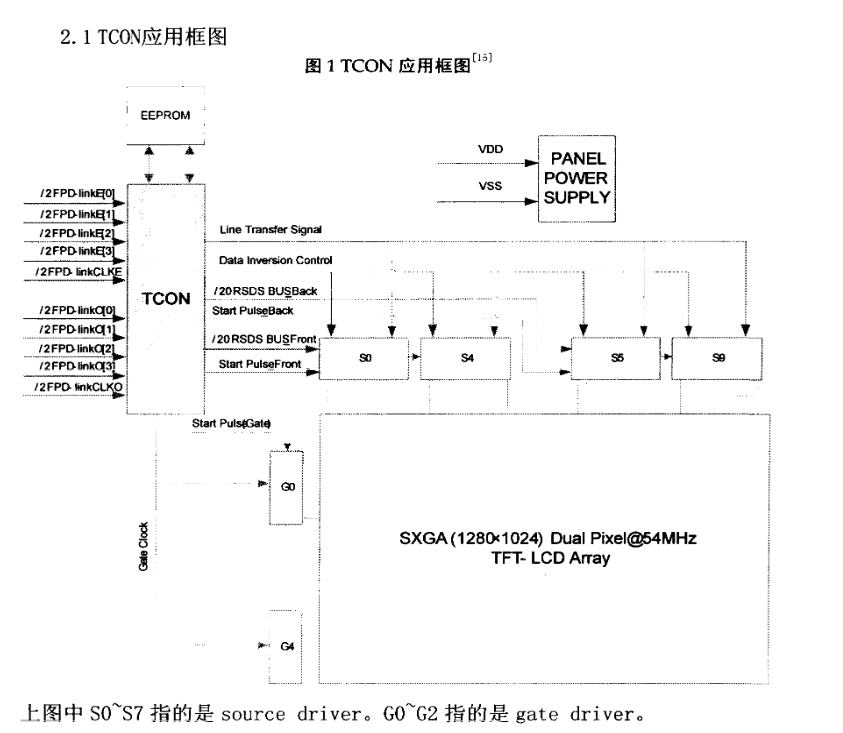 2.1 TCON应用框图
图 1 TCON 应用框图[15]
EEPROM
VDD
VSS
PANEL
POWER
SUPPLY
/2FPD-linkE[0]
/2FPD-linkE[1]
/2FPD-linkE[2]
/2FPD-linkE[3]
/2FPD-linkCLKE
TCON
Line Transfer Signal
Data Inversion Control
/20RSDS BUSBack
Start PulseBack
/20RSDS BUSFront
Start PulseFront
/2FPD-linkO[0]
/2FPD-linkO[1]
/2FPD-linkO[2]
/2FPD-linkO[3]
/2FPD-linkCLKO
S0
S4
S5
S9
Start Pulse(Gate)
G0
Gate Clock
G4
SXGA (1280×1024) Dual Pixel@54MHz
TFT-LCD Array
上图中 S0~S7 指的是 source driver。G0~G2 指的是 gate driver。